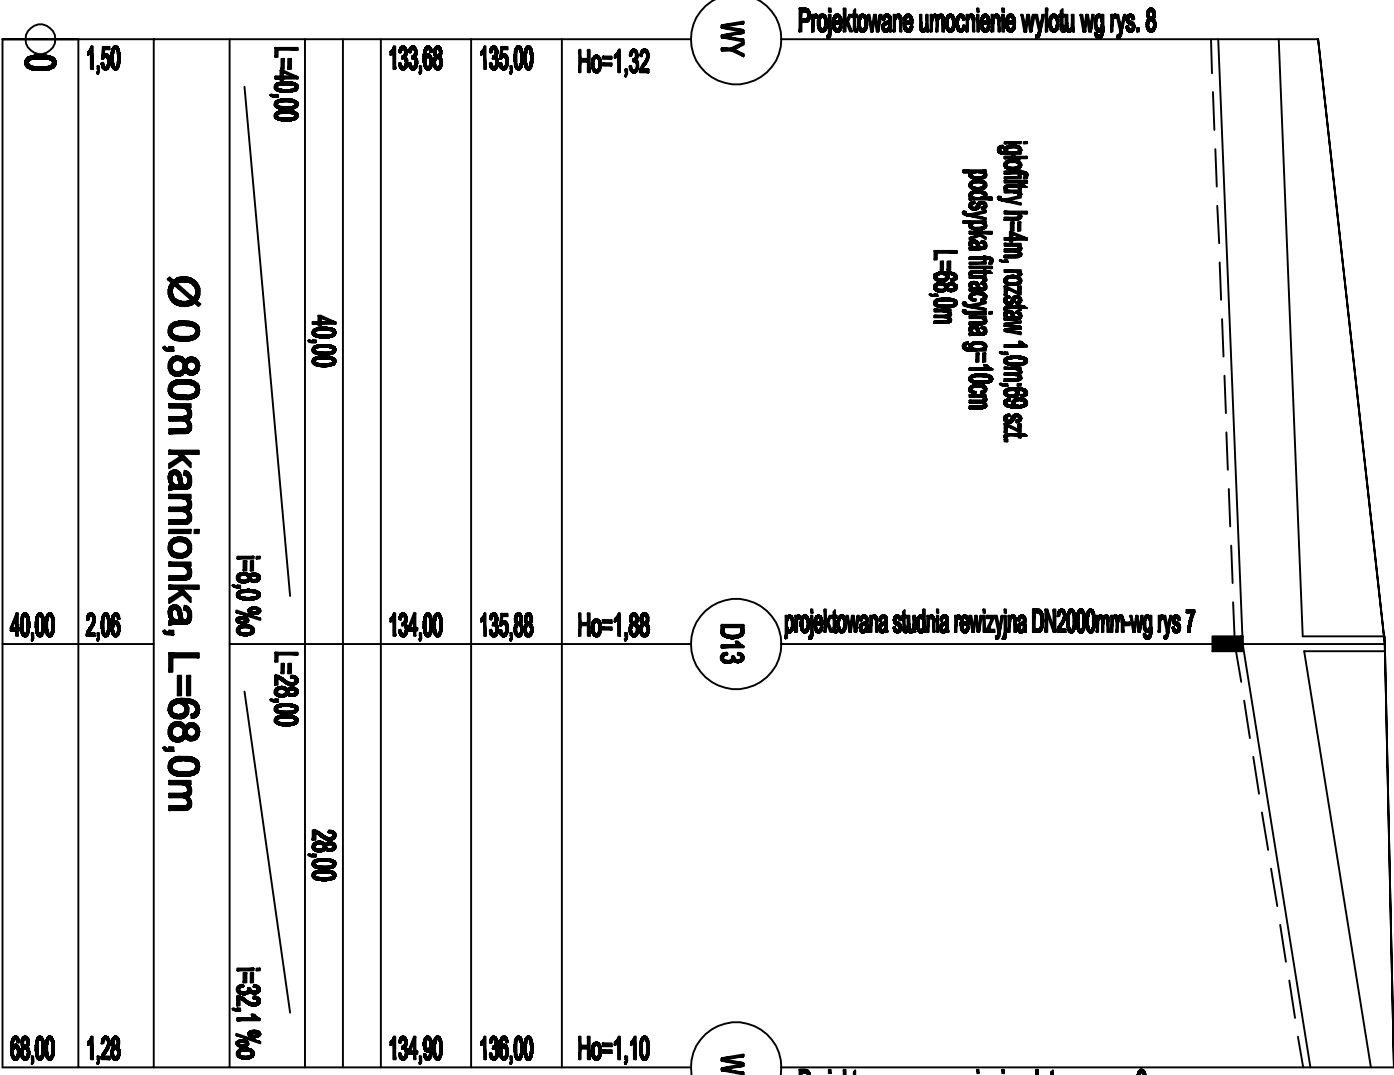 WY
Projektowane umocnienie wylotu wg rys. 8
0
1,50
L=40,00
133,68
135,00
Ho=1,32
igłofiltry h=4m, rozstaw 1,0m;69 szt.
podsypka filtracyjna g=10cm
L=68,0m
40,00
i=8,0 ‰
Ø 0,80m kamionka, L=68,0m
40,00
2,06
134,00
135,88
Ho=1,88
D13
projektowana studnia rewizyjna DN2000mm-wg rys 7
L=28,00
28,00
i=32,1 ‰
68,00
1,28
134,90
136,00
Ho=1,10